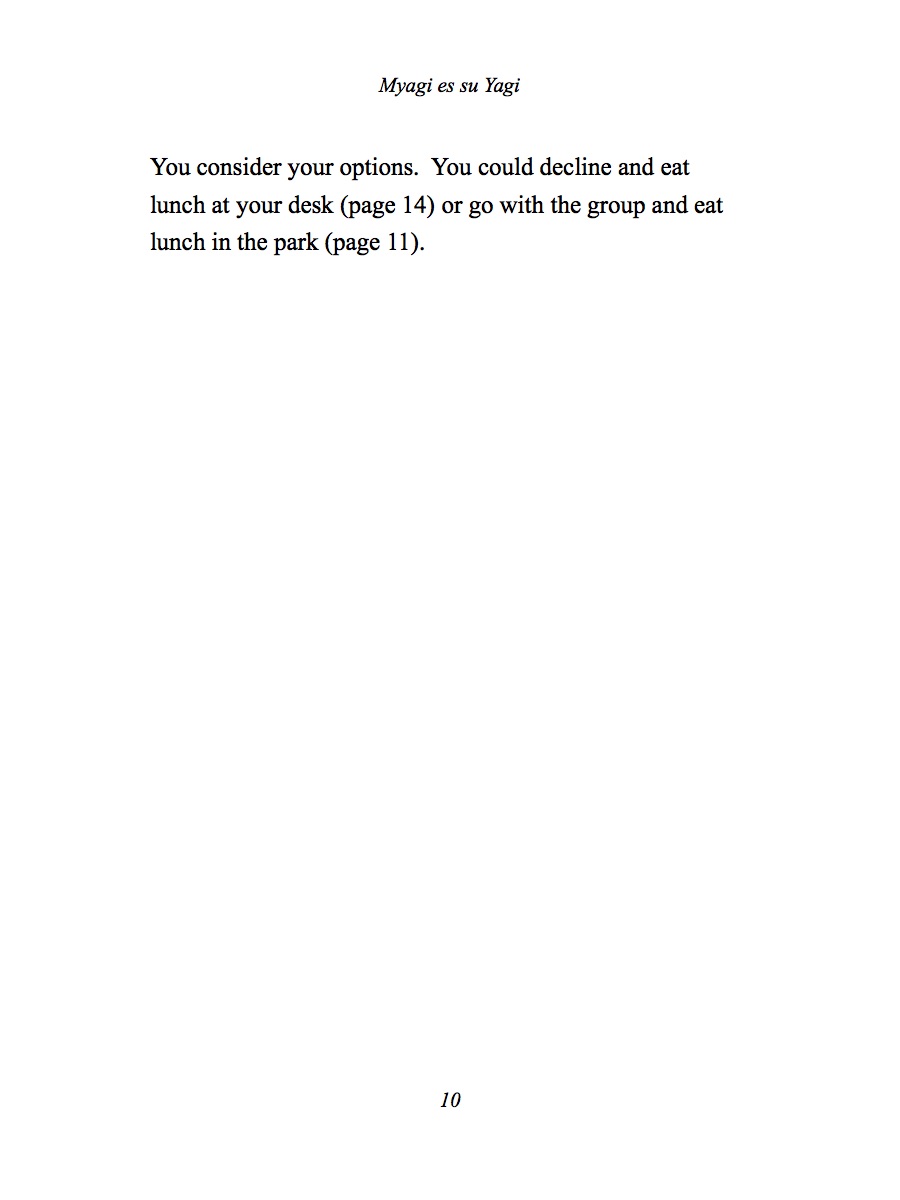 Myagi es su Yagi
You consider your options.  You could decline and eat
lunch at your desk (page 14) or go with the group and eat
lunch in the park (page 11).
10